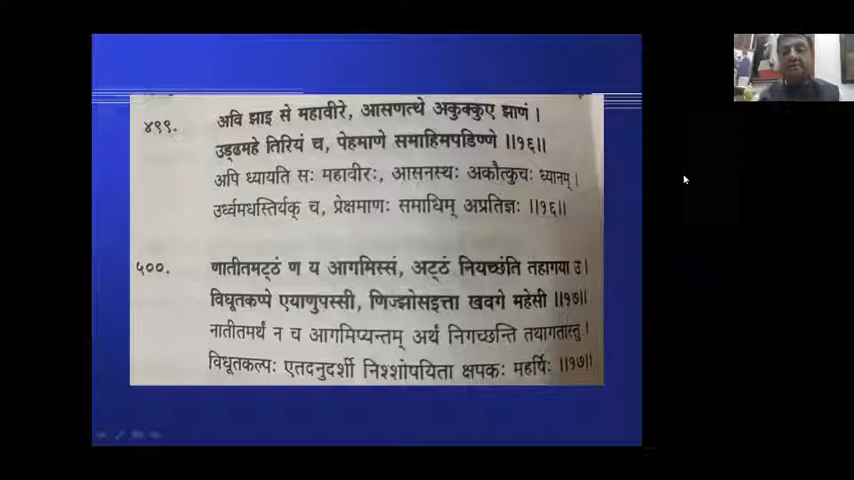 ४९९. अवि झाइ से महावीरे, आसणत्थे अकुक्कुए झाणं ।
उड्ढमहे तिरियं च, पेहमाणे समाहिमपडिण्णे ॥१६॥
अपि ध्यायति सः महावीरः, आसनस्थः अकौत्कुचः ध्यानम् ।
उर्ध्वमधस्तिर्यक् च, प्रेक्षमाणः समाधिम् अप्रतिज्ञः ॥१६॥
५००. णातीतमट्ठं ण य आगमिस्सं, अट्ठं नियच्छंति तहागया उ ।
विधूतकप्पे एयाणुपस्सी, णिज्झोसइत्ता खवगे महेसी ॥१७॥
नातीतमर्थं न च आगमिष्यन्तम् अर्थं निगच्छन्ति तथागतास्तु ।
विधूतकल्पः एतदनुदर्शी निश्शोषयिता क्षपकः महर्षिः ॥१७॥